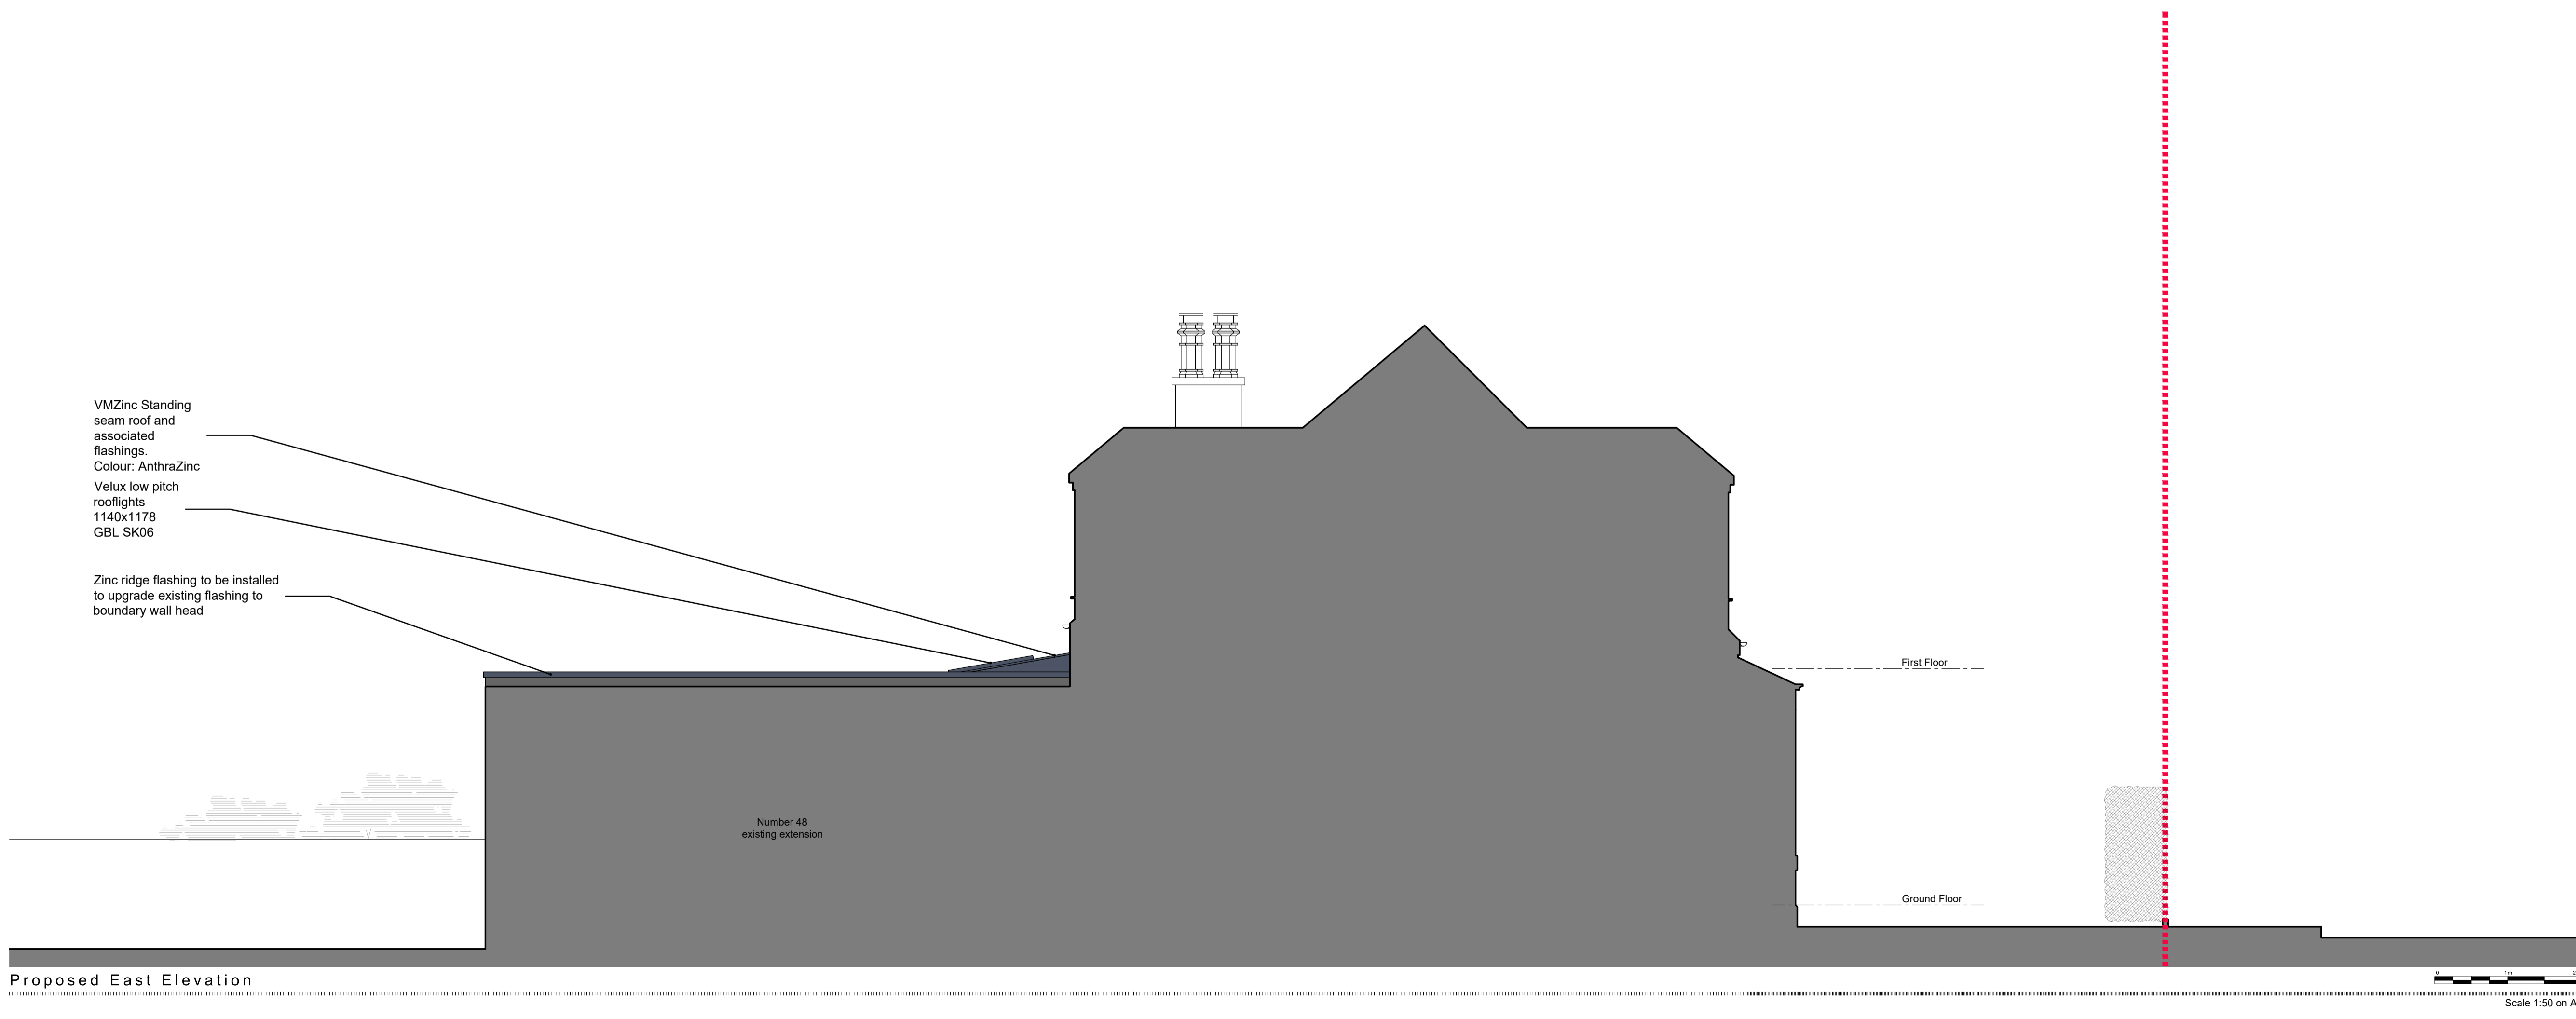 VMZinc Standing
seam roof and
associated
flashings.
Colour: AnthraZinc
Velux low pitch
rooflights
1140x1178
GBL SK06
Zinc ridge flashing to be installed
to upgrade existing flashing to
boundary wall head
First Floor
Number 48
existing extension
Ground Floor
Proposed East Elevation
0 1m 2
Scale 1:50 on A